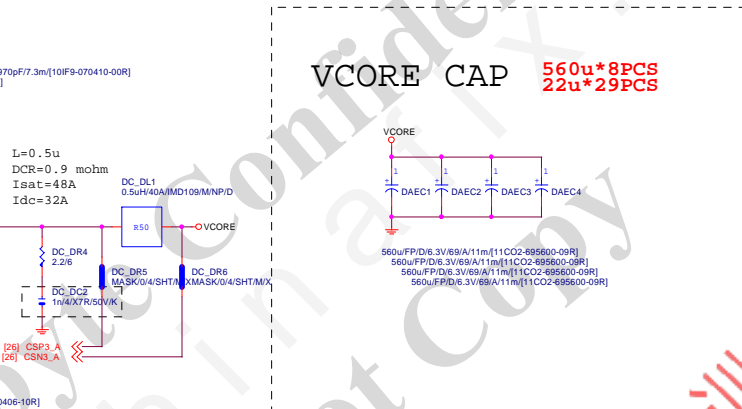 970pF/7.3m/[10IF9-070410-00R]
]
VCORE CAP
560u*8PCS
22u*29PCS
VCORE
1 1 1 1
+ + + +
DAEC1 DAEC2 DAEC3 DAEC4
560u/FP/D/6.3V/69/A/11m/[11CO2-695600-09R]
560u/FP/D/6.3V/69/A/11m/[11CO2-695600-09R]
560u/FP/D/6.3V/69/A/11m/[11CO2-695600-09R]
560u/FP/D/6.3V/69/A/11m/[11CO2-695600-09R]
L=0.5u
DCR=0.9 mohm
Isat=48A
Idc=32A
DC_DL1
0.5uH/40A/IMD109/M/NP/D
R50
VCORE
DC_DR4
2.2/6
DC_DR5
MASK/0/4/SHT/M/X
DC_DR6
MASK/0/4/SHT/M/X
DC_DC2
1n/4/X7R/50V/K
[26] CSP3_A
[26] CSN3_A
0406-10R]
yte Confiden
t Copy